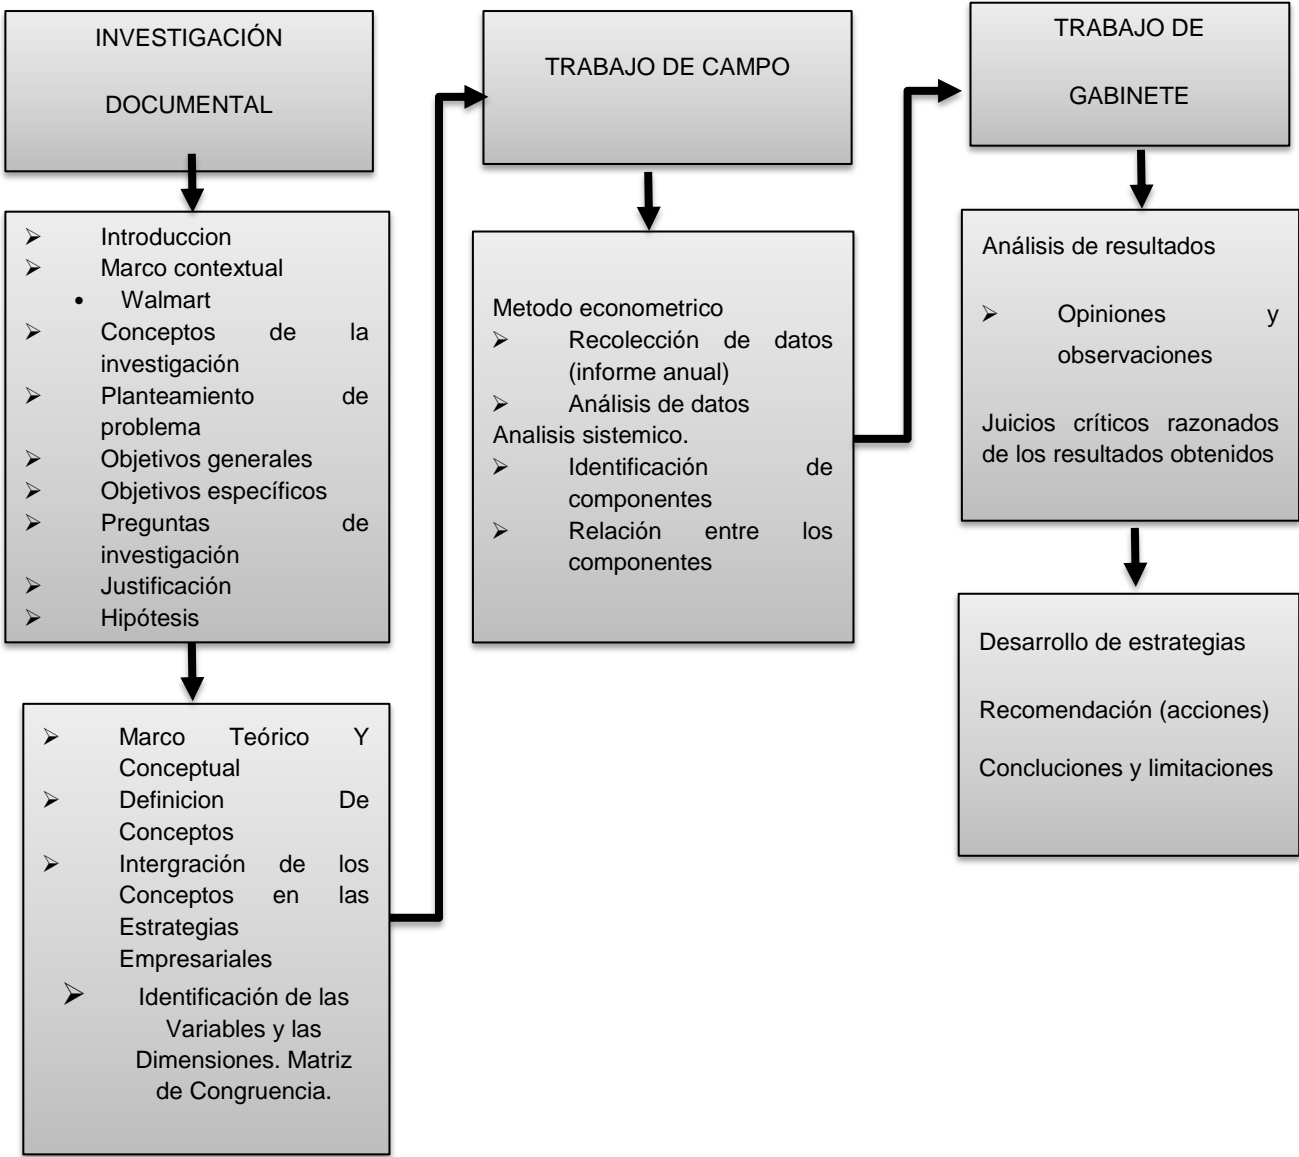 INVESTIGACIÓN
DOCUMENTAL
➢ Introduccion
➢ Marco contextual
• Walmart
➢ Conceptos de la
investigación
➢ Planteamiento de
problema
➢ Objetivos generales
➢ Objetivos específicos
➢ Preguntas de
investigación
➢ Justificación
➢ Hipótesis
➢ Marco Teórico Y
Conceptual
➢ Definicion De
Conceptos
➢ Intergración de los
Conceptos en las
Estrategias
Empresariales
➢ Identificación de las
Variables y las
Dimensiones. Matriz
de Congruencia.
TRABAJO DE CAMPO
Metodo econometrico
➢ Recolección de datos
(informe anual)
➢ Análisis de datos
Analisis sistemico.
➢ Identificación de
componentes
➢ Relación entre los
componentes
TRABAJO DE
GABINETE
Análisis de resultados
➢ Opiniones y
observaciones
Juicios críticos razonados
de los resultados obtenidos
Desarrollo de estrategias
Recomendación (acciones)
Concluciones y limitaciones